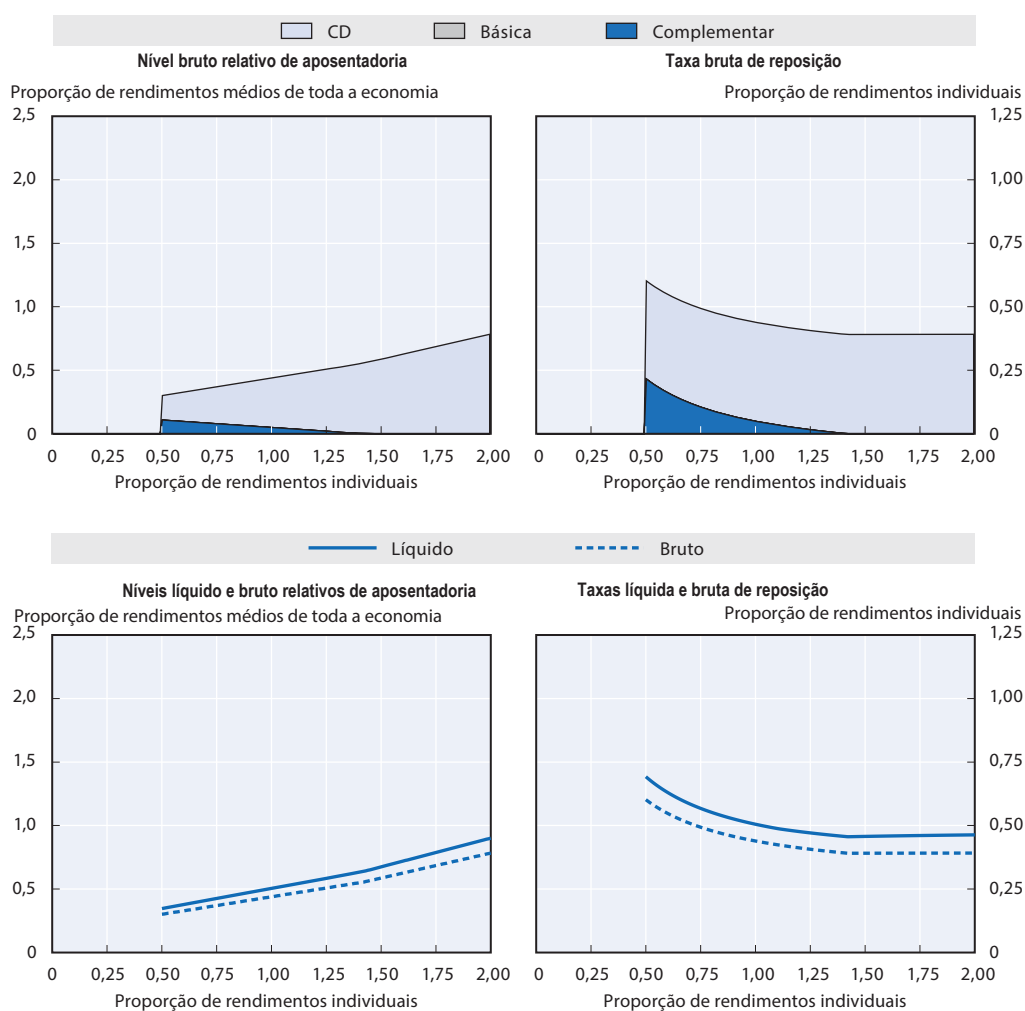 CD Básica Complementar
Nível bruto relativo de aposentadoria
Proporção de rendimentos médios de toda a economia
2,5
2,0
1,5
1,0
0,5
0
0 0,25 0,50 0,75 1,00 1,25 1,50 1,75 2,00
Proporção de rendimentos individuais
Taxa bruta de reposição
Proporção de rendimentos individuais
1,25
1,00
0,75
0,50
0,25
0
0 0,25 0,50 0,75 1,00 1,25 1,50 1,75 2,00
Proporção de rendimentos individuais
Líquido Bruto
Níveis líquido e bruto relativos de aposentadoria
Proporção de rendimentos médios de toda a economia
2,5
2,0
1,5
1,0
0,5
0
0 0,25 0,50 0,75 1,00 1,25 1,50 1,75 2,00
Proporção de rendimentos individuais
Taxas líquida e bruta de reposição
Proporção de rendimentos individuais
1,25
1,00
0,75
0,50
0,25
0
0 0,25 0,50 0,75 1,00 1,25 1,50 1,75 2,00
Proporção de rendimentos individuais